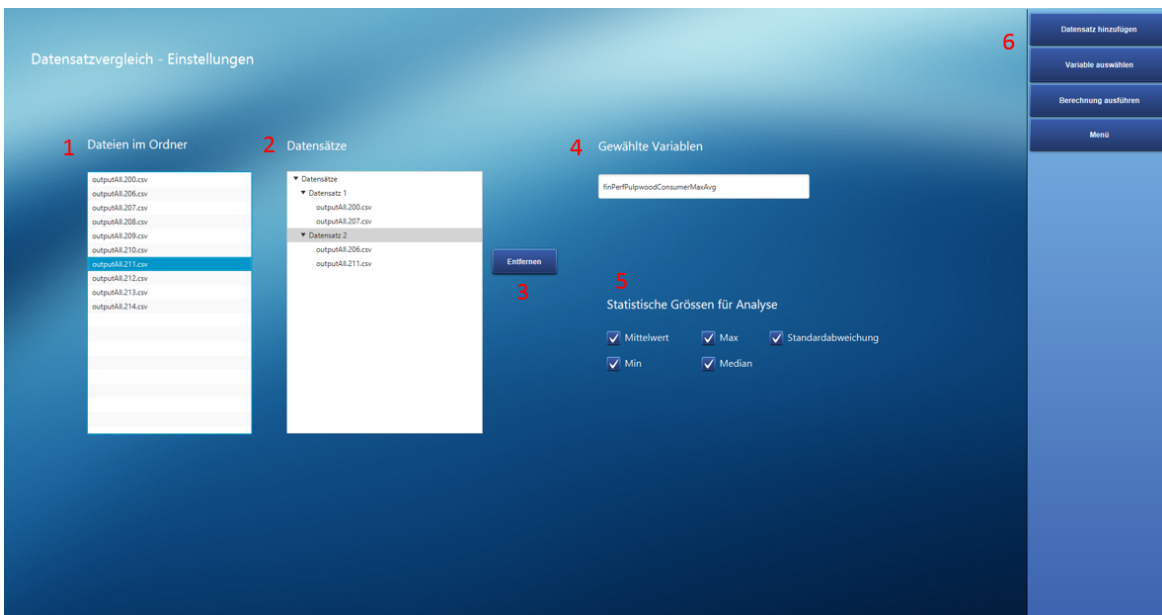 Datensatzvergleich - Einstellungen
1 Dateien im Ordner
outputAll.200.csv
outputAll.206.csv
outputAll.207.csv
outputAll.208.csv
outputAll.209.csv
outputAll.210.csv
outputAll.211.csv
outputAll.212.csv
outputAll.213.csv
outputAll.214.csv
2 Datensätze
Datensätze
Datensatz 1
outputAll.200.csv
outputAll.207.csv
Datensatz 2
outputAll.206.csv
outputAll.211.csv
Entfernen
3
4 Gewählte Variablen
finPerfPulpwoodConsumerMaxAvg
5
Statistische Grössen für Analyse
Mittelwert Max Standardabweichung
Min Median
6
Datensatz hinzufügen
Variable auswählen
Berechnung ausführen
Menü